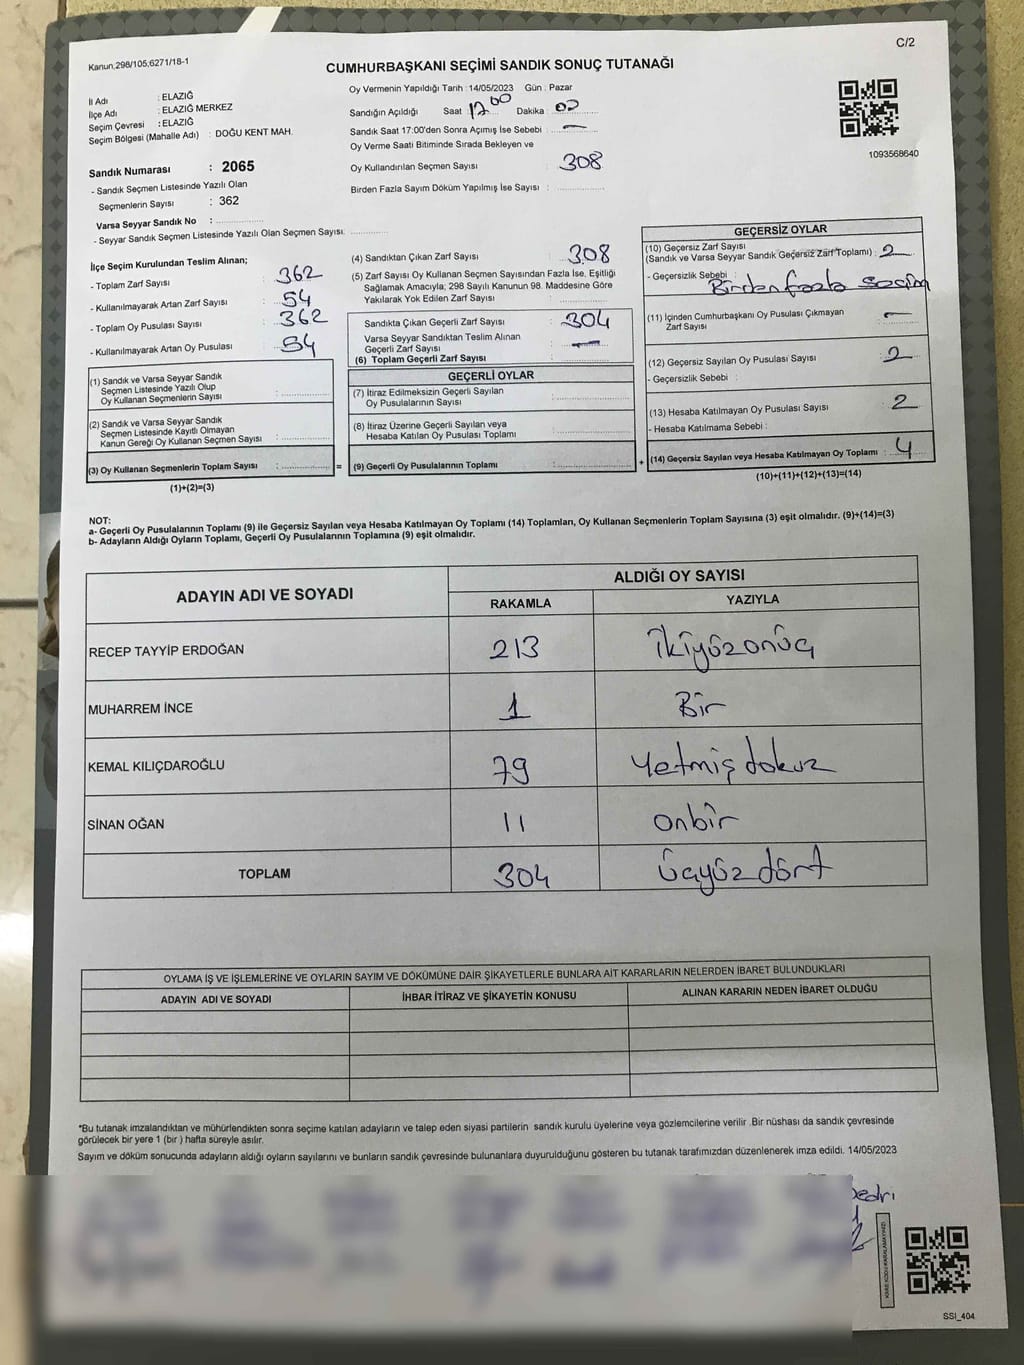 C/2
Kanun,298/105;6271/18-1
CUMHURBAŞKANI SEÇİMİ SANDIK SONUÇ TUTANAĞI
İl Adı : ELAZIĞ
İlçe Adı : ELAZIĞ MERKEZ
Seçim Çevresi : ELAZIĞ
Seçim Bölgesi (Mahalle Adı) : DOĞU KENT MAH.
Sandık Numarası : 2065
- Sandık Seçmen Listesinde Yazılı Olan
Seçmenlerin Sayısı : 362
Varsa Seyyar Sandık No :
- Seyyar Sandık Seçmen Listesinde Yazılı Olan Seçmen Sayısı:
Oy Vermenin Yapıldığı Tarih : 14/05/2023 Gün : Pazar
Sandığın Açıldığı Saat 17.00 Dakika : 00
Sandık Saat 17:00'den Sonra Açımış İse Sebebi : —
Oy Verme Saati Bitiminde Sırada Bekleyen ve
Oy Kullandırılan Seçmen Sayısı : 308
Birden Fazla Sayım Döküm Yapılmış İse Sayısı :
1093568640
İlçe Seçim Kurulundan Teslim Alınan;
- Toplam Zarf Sayısı : 362
- Kullanılmayarak Artan Zarf Sayısı : 54
- Toplam Oy Pusulası Sayısı : 362
- Kullanılmayarak Artan Oy Pusulası : 54
(1) Sandık ve Varsa Seyyar Sandık
Seçmen Listesinde Yazılı Olup
Oy Kullanan Seçmenlerin Sayısı :
(2) Sandık ve Varsa Seyyar Sandık
Seçmen Listesinde Kayıtlı Olmayan
Kanun Gereği Oy Kullanan Seçmen Sayısı :
(3) Oy Kullanan Seçmenlerin Toplam Sayısı : =
(1)+(2)=(3)
(4) Sandıktan Çıkan Zarf Sayısı : 308
(5) Zarf Sayısı Oy Kullanan Seçmen Sayısından Fazla İse, Eşitliği
Sağlamak Amacıyla; 298 Sayılı Kanunun 98. Maddesine Göre
Yakılarak Yok Edilen Zarf Sayısı :
Sandıkta Çıkan Geçerli Zarf Sayısı : 304
Varsa Seyyar Sandıktan Teslim Alınan
Geçerli Zarf Sayısı : —
(6) Toplam Geçerli Zarf Sayısı :
GEÇERLİ OYLAR
(7) İtiraz Edilmeksizin Geçerli Sayılan
Oy Pusulalarının Sayısı :
(8) İtiraz Üzerine Geçerli Sayılan veya
Hesaba Katılan Oy Pusulası Toplamı :
(9) Geçerli Oy Pusulalarının Toplamı : +
GEÇERSİZ OYLAR
(10) Geçersiz Zarf Sayısı
(Sandık ve Varsa Seyyar Sandık Geçersiz Zarf Toplamı) : 2
- Geçersizlik Sebebi : Birden fazla seçim
(11) İçinden Cumhurbaşkanı Oy Pusulası Çıkmayan
Zarf Sayısı : —
(12) Geçersiz Sayılan Oy Pusulası Sayısı : 2
- Geçersizlik Sebebi :
(13) Hesaba Katılmayan Oy Pusulası Sayısı : 2
- Hesaba Katılmama Sebebi :
(14) Geçersiz Sayılan veya Hesaba Katılmayan Oy Toplamı : 4
(10)+(11)+(12)+(13)=(14)
NOT:
a- Geçerli Oy Pusulalarının Toplamı (9) ile Geçersiz Sayılan veya Hesaba Katılmayan Oy Toplamı (14) Toplamları, Oy Kullanan Seçmenlerin Toplam Sayısına (3) eşit olmalıdır. (9)+(14)=(3)
b- Adayların Aldığı Oyların Toplamı, Geçerli Oy Pusulalarının Toplamına (9) eşit olmalıdır.
ADAYIN ADI VE SOYADI ALDIĞI OY SAYISI
RAKAMLA YAZIYLA
RECEP TAYYİP ERDOĞAN 213 ikiyüzonüç
MUHARREM İNCE 1 Bir
KEMAL KILIÇDAROĞLU 79 Yetmiş dokuz
SİNAN OĞAN 11 onbir
TOPLAM 304 üçyüz dört
OYLAMA İŞ VE İŞLEMLERİNE VE OYLARIN SAYIM VE DÖKÜMÜNE DAİR ŞİKAYETLERLE BUNLARA AİT KARARLARIN NELERDEN İBARET BULUNDUKLARI
ADAYIN ADI VE SOYADI İHBAR İTİRAZ VE ŞİKAYETİN KONUSU ALINAN KARARIN NEDEN İBARET OLDUĞU
*Bu tutanak imzalandıktan ve mühürlendikten sonra seçime katılan adayların ve talep eden siyasi partilerin sandık kurulu üyelerine veya gözlemcilerine verilir .Bir nüshası da sandık çevresinde
görülecek bir yere 1 (bir ) hafta süreyle asılır.
Sayım ve döküm sonucunda adayların aldığı oyların sayılarını ve bunların sandık çevresinde bulunanlara duyurulduğunu gösteren bu tutanak tarafımızdan düzenlenerek imza edildi. 14/05/2023
SSI_404